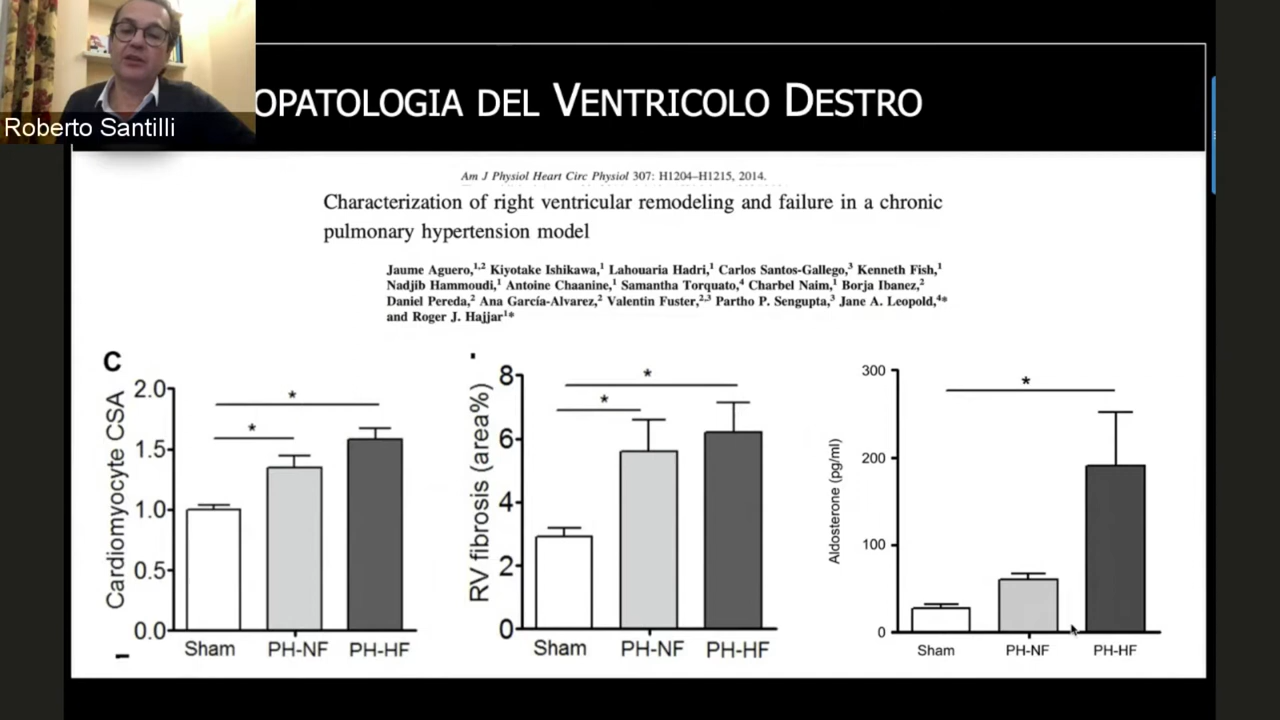 OPATOLOGIA DEL VENTRICOLO DESTRO
Roberto Santilli
Am J Physiol Heart Circ Physiol 307: H1204–H1215, 2014.
Characterization of right ventricular remodeling and failure in a chronic
pulmonary hypertension model
Jaume Aguero,1,2 Kiyotake Ishikawa,1 Lahouaria Hadri,1 Carlos Santos-Gallego,3 Kenneth Fish,1
Nadjib Hammoudi,1 Antoine Chaanine,1 Samantha Torquato,4 Charbel Naim,1 Borja Ibanez,2
Daniel Pereda,2 Ana García-Alvarez,2 Valentin Fuster,2,3 Partho P. Sengupta,3 Jane A. Leopold,4*
and Roger J. Hajjar1*
C
Cardiomyocyte CSA
2.0
1.5
1.0
0.5
0.0
*
*
Sham PH-NF PH-HF
RV fibrosis (area%)
8
6
4
2
0
*
*
Sham PH-NF PH-HF
Aldosterone (pg/ml)
300
200
100
0
*
Sham PH-NF PH-HF